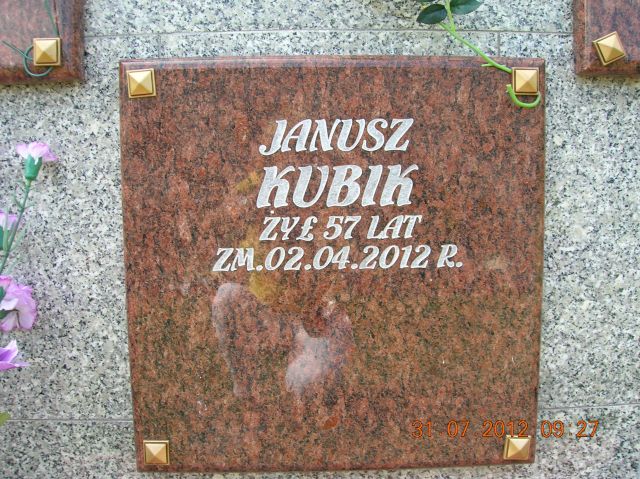 JANUSZ
KUBIK
ŻYŁ 57 LAT
ZM.02.04.2012 R.
31-07-2012 09:27